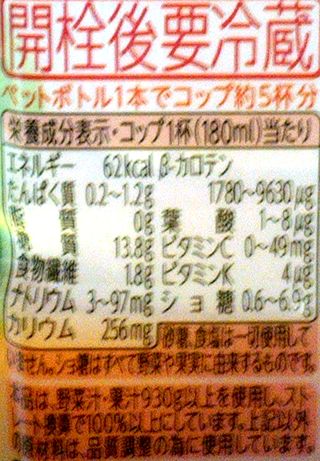 開栓後要冷蔵
ペットボトル1本でコップ約5杯分
栄養成分表示・コップ1杯(180ml)当たり
エネルギー 62kcal β-カロテン
たんぱく質 0.2〜1.2g 1780〜9630μg
脂質 0g 葉酸 1〜8μg
糖質 13.8g ビタミンC 0〜49mg
食物繊維 1.8g ビタミンK 4μg
ナトリウム 3〜97mg ショ糖 0.6〜6.9g
カリウム 256mg 砂糖、食塩は一切使用して
いません。ショ糖はすべて野菜や果実に由来するものです。
本品は、野菜汁・果汁930g以上を使用し、スト
レート換算で100%以上にしています。上記以外
の原材料は、品質調整の為に使用しています。